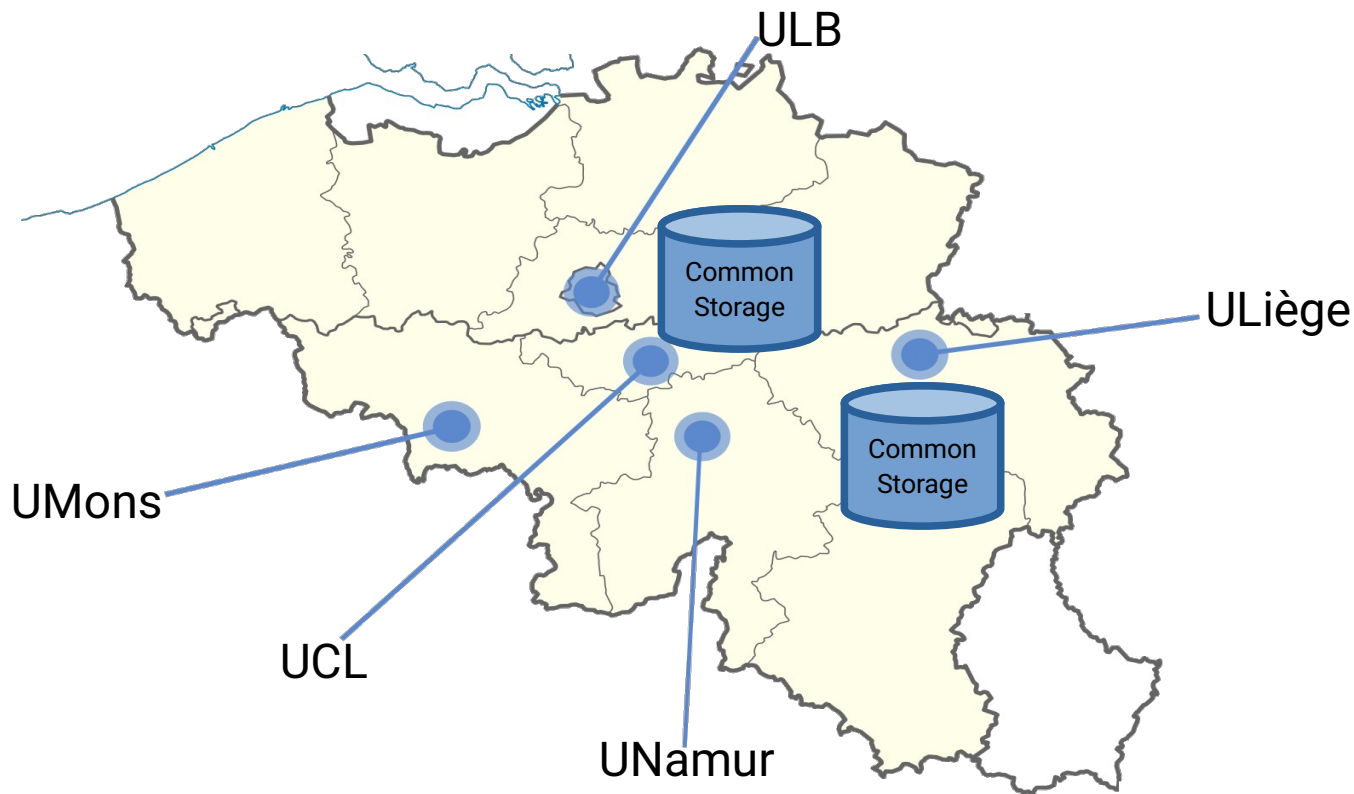 ULB
Common
Storage
ULiège
Common
Storage
UMons
UCL
UNamur